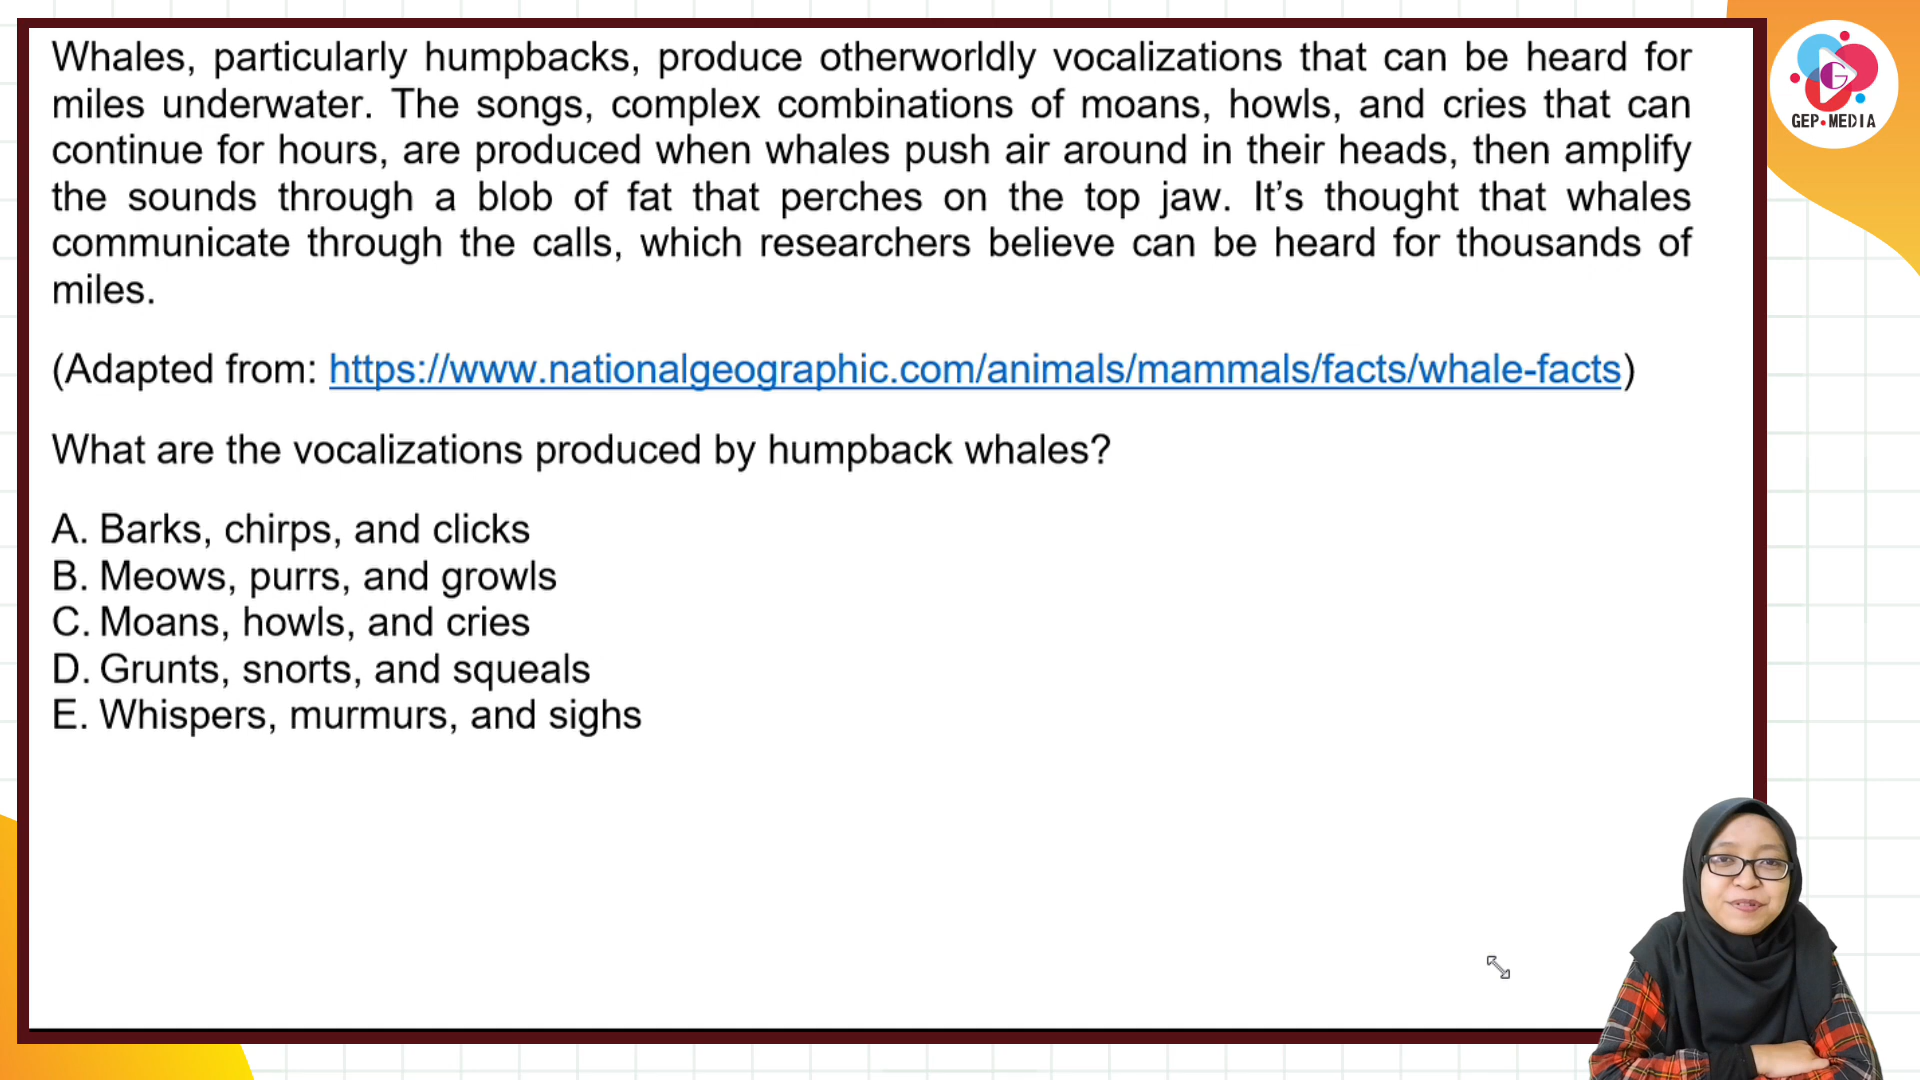 Whales, particularly humpbacks, produce otherworldly vocalizations that can be heard for
miles underwater. The songs, complex combinations of moans, howls, and cries that can
continue for hours, are produced when whales push air around in their heads, then amplify
the sounds through a blob of fat that perches on the top jaw. It’s thought that whales
communicate through the calls, which researchers believe can be heard for thousands of
miles.
(Adapted from: https://www.nationalgeographic.com/animals/mammals/facts/whale-facts)
What are the vocalizations produced by humpback whales?
A. Barks, chirps, and clicks
B. Meows, purrs, and growls
C. Moans, howls, and cries
D. Grunts, snorts, and squeals
E. Whispers, murmurs, and sighs
G
GEP•MEDIA